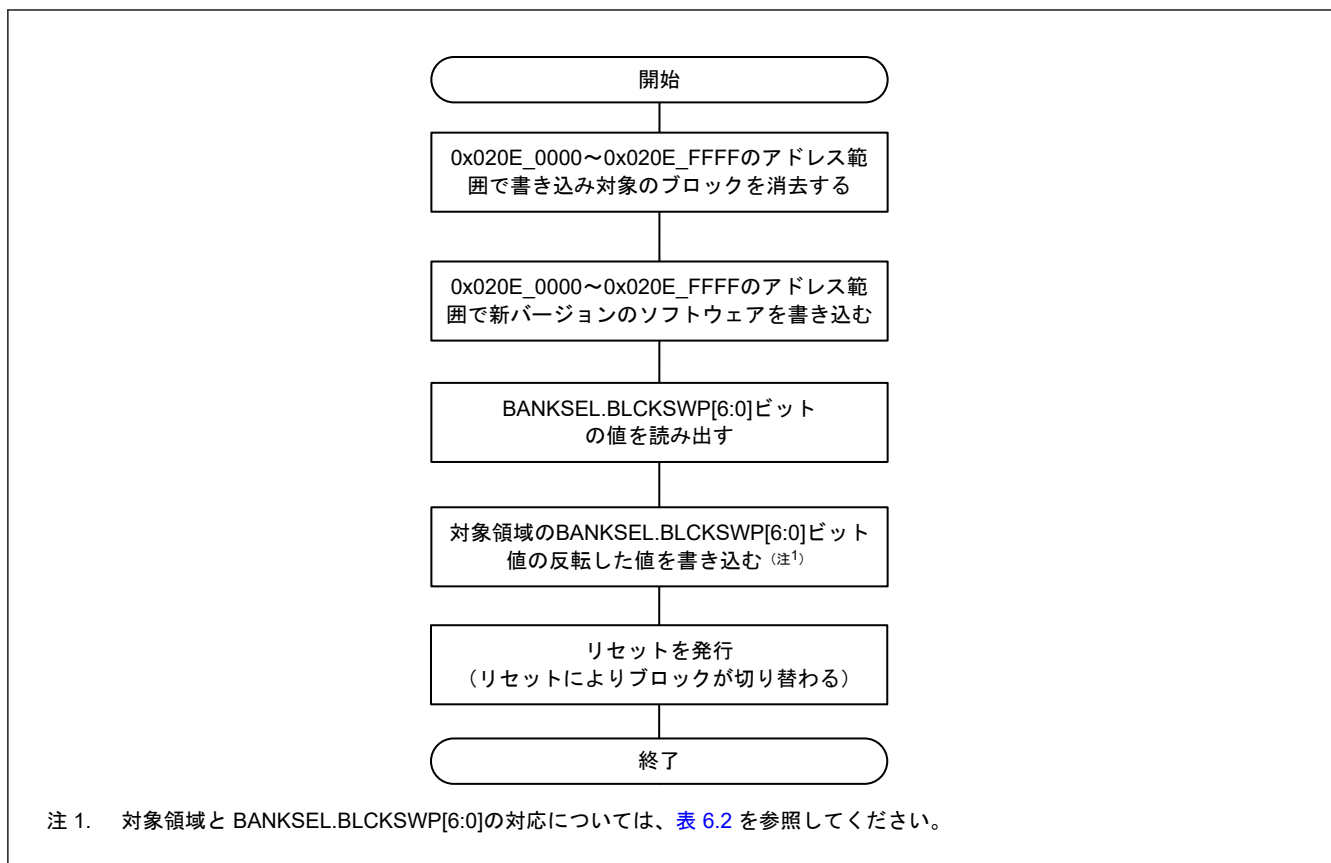 開始
0x020E_0000～0x020E_FFFFのアドレス範
囲で書き込み対象のブロックを消去する
0x020E_0000～0x020E_FFFFのアドレス範
囲で新バージョンのソフトウェアを書き込む
BANKSEL.BLCKSWP[6:0]ビット
の値を読み出す
対象領域のBANKSEL.BLCKSWP[6:0]ビット
値の反転した値を書き込む（注1）
リセットを発行
（リセットによりブロックが切り替わる）
終了
注 1. 対象領域と BANKSEL.BLCKSWP[6:0]の対応については、表 6.2 を参照してください。